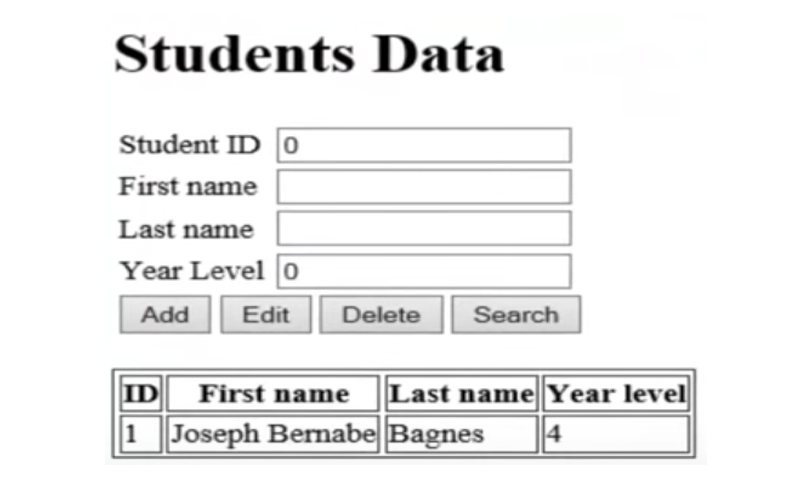 Students Data
Student ID 0
First name
Last name
Year Level 0
Add Edit Delete Search
ID First name Last name Year level
1 Joseph Bernabe Bagnes 4